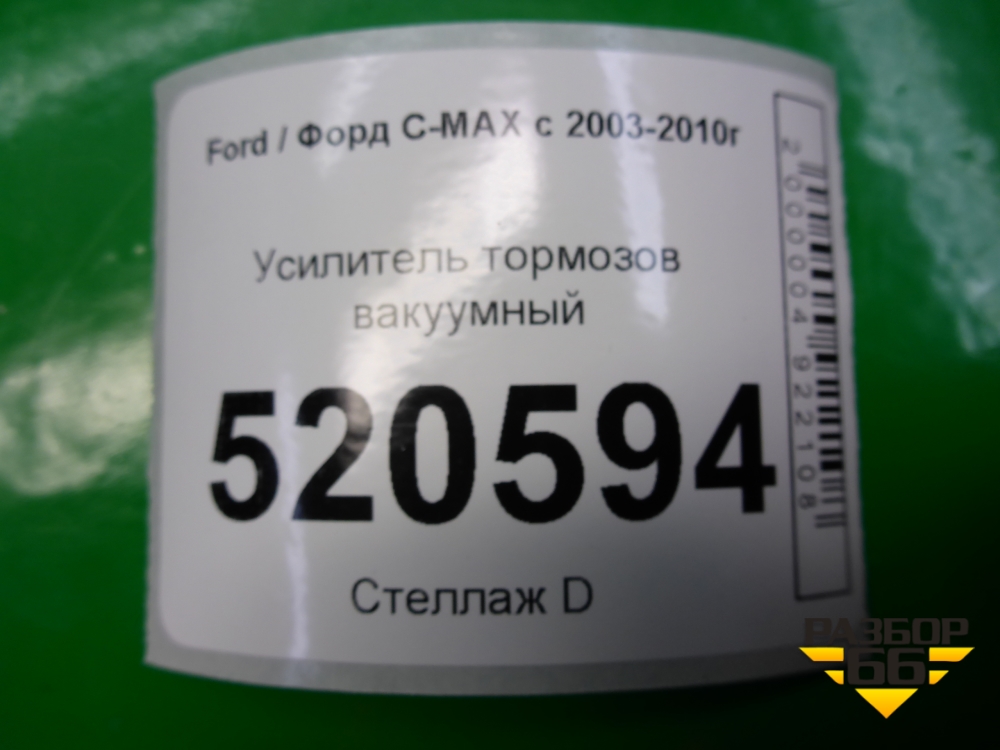 Ford / Форд C-MAX с 2003-2010г
Усилитель тормозов
вакуумный
520594
Стеллаж D
2000004922108
РАЗБОР
66